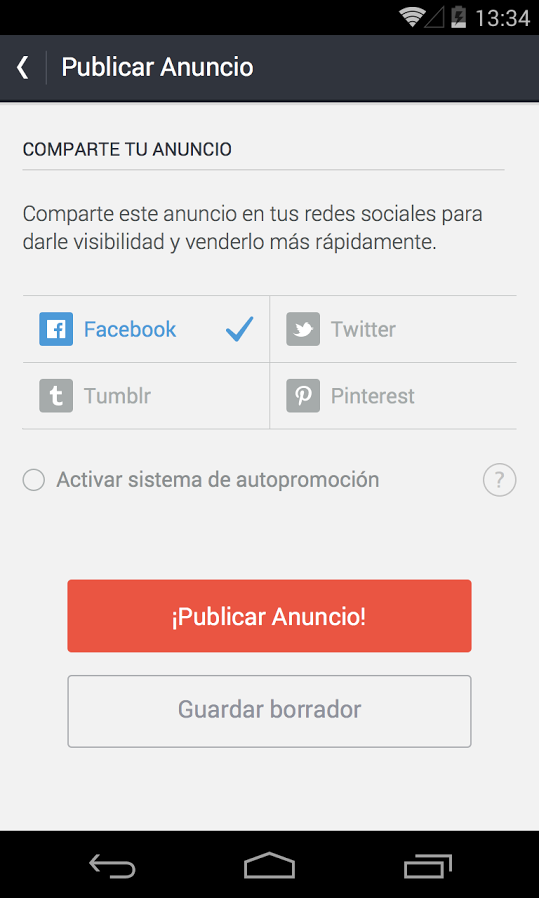 13:34
Publicar Anuncio
COMPARTE TU ANUNCIO
Comparte este anuncio en tus redes sociales para
darle visibilidad y venderlo más rápidamente.
Facebook
Twitter
Tumblr
Pinterest
Activar sistema de autopromoción
?
¡Publicar Anuncio!
Guardar borrador